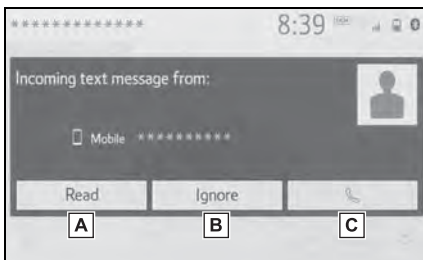 ************* 8:39
Incoming text message from:
Mobile **********
Read Ignore
A B C